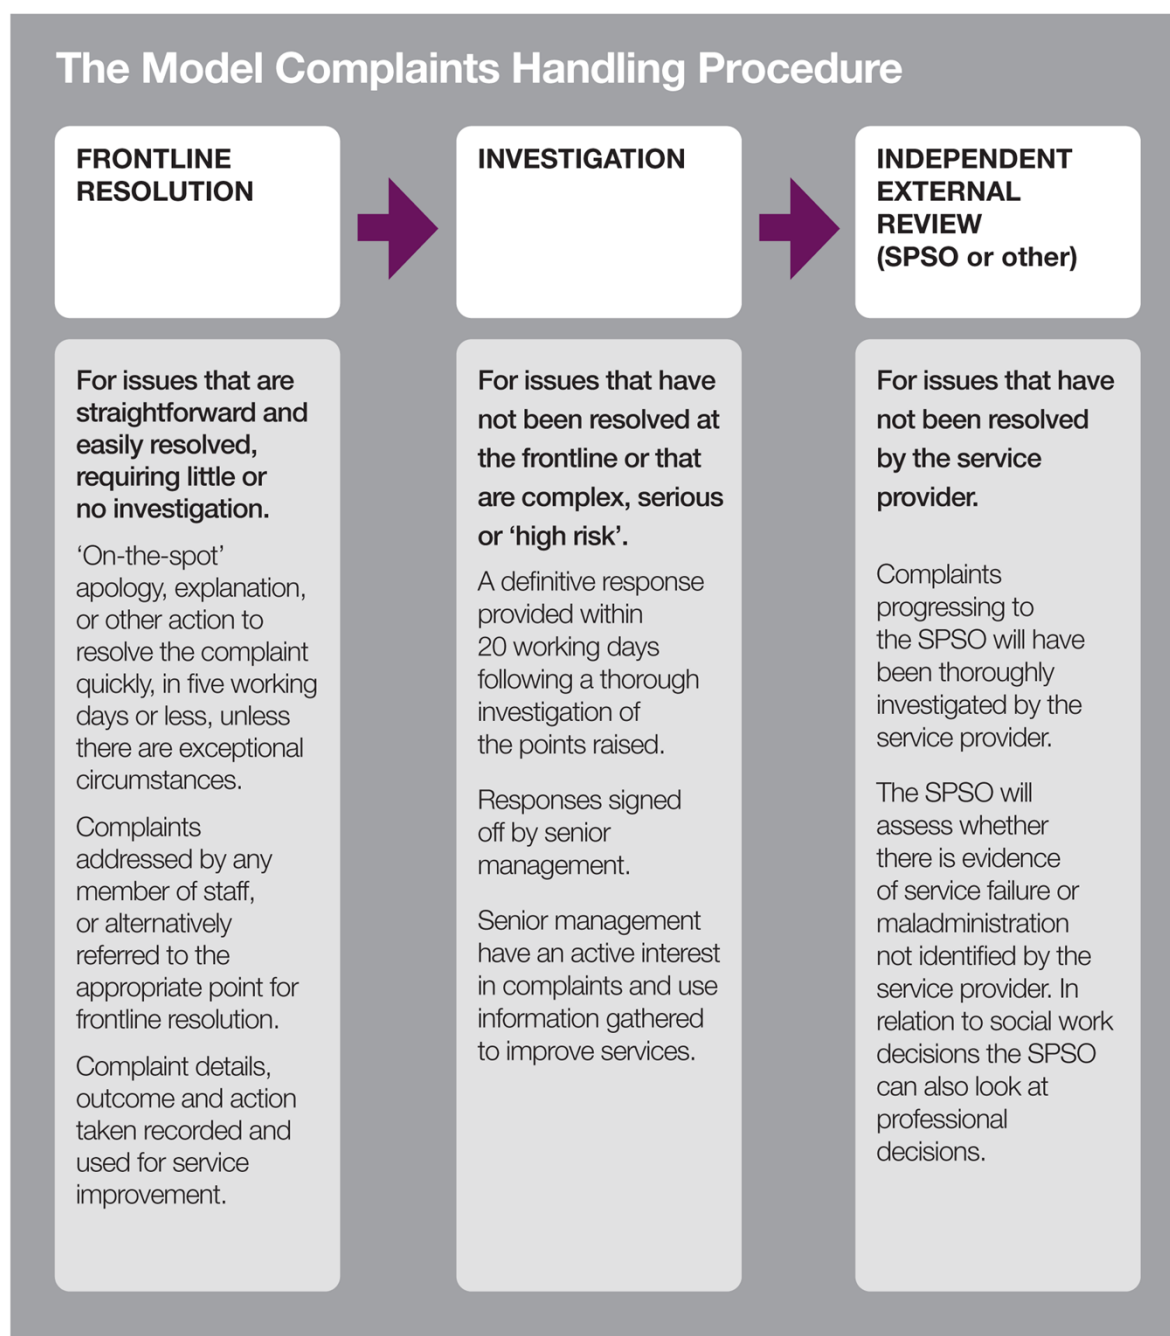 The Model Complaints Handling Procedure
FRONTLINE
RESOLUTION
For issues that are
straightforward and
easily resolved,
requiring little or
no investigation.
‘On-the-spot’
apology, explanation,
or other action to
resolve the complaint
quickly, in five working
days or less, unless
there are exceptional
circumstances.
Complaints
addressed by any
member of staff,
or alternatively
referred to the
appropriate point for
frontline resolution.
Complaint details,
outcome and action
taken recorded and
used for service
improvement.
INVESTIGATION
For issues that have
not been resolved at
the frontline or that
are complex, serious
or ‘high risk’.
A definitive response
provided within
20 working days
following a thorough
investigation of
the points raised.
Responses signed
off by senior
management.
Senior management
have an active interest
in complaints and use
information gathered
to improve services.
INDEPENDENT
EXTERNAL
REVIEW
(SPSO or other)
For issues that have
not been resolved
by the service
provider.
Complaints
progressing to
the SPSO will have
been thoroughly
investigated by the
service provider.
The SPSO will
assess whether
there is evidence
of service failure or
maladministration
not identified by the
service provider. In
relation to social work
decisions the SPSO
can also look at
professional
decisions.